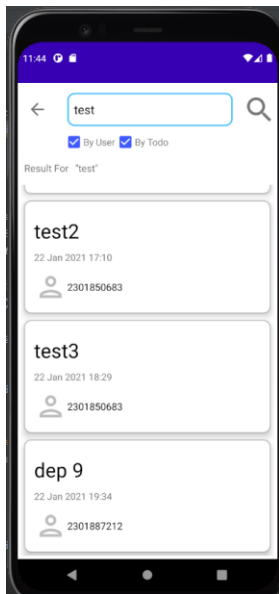 11:44
test
By User By Todo
Result For "test"
test2
22 Jan 2021 17:10
2301850683
test3
22 Jan 2021 18:29
2301850683
dep 9
22 Jan 2021 19:34
2301887212